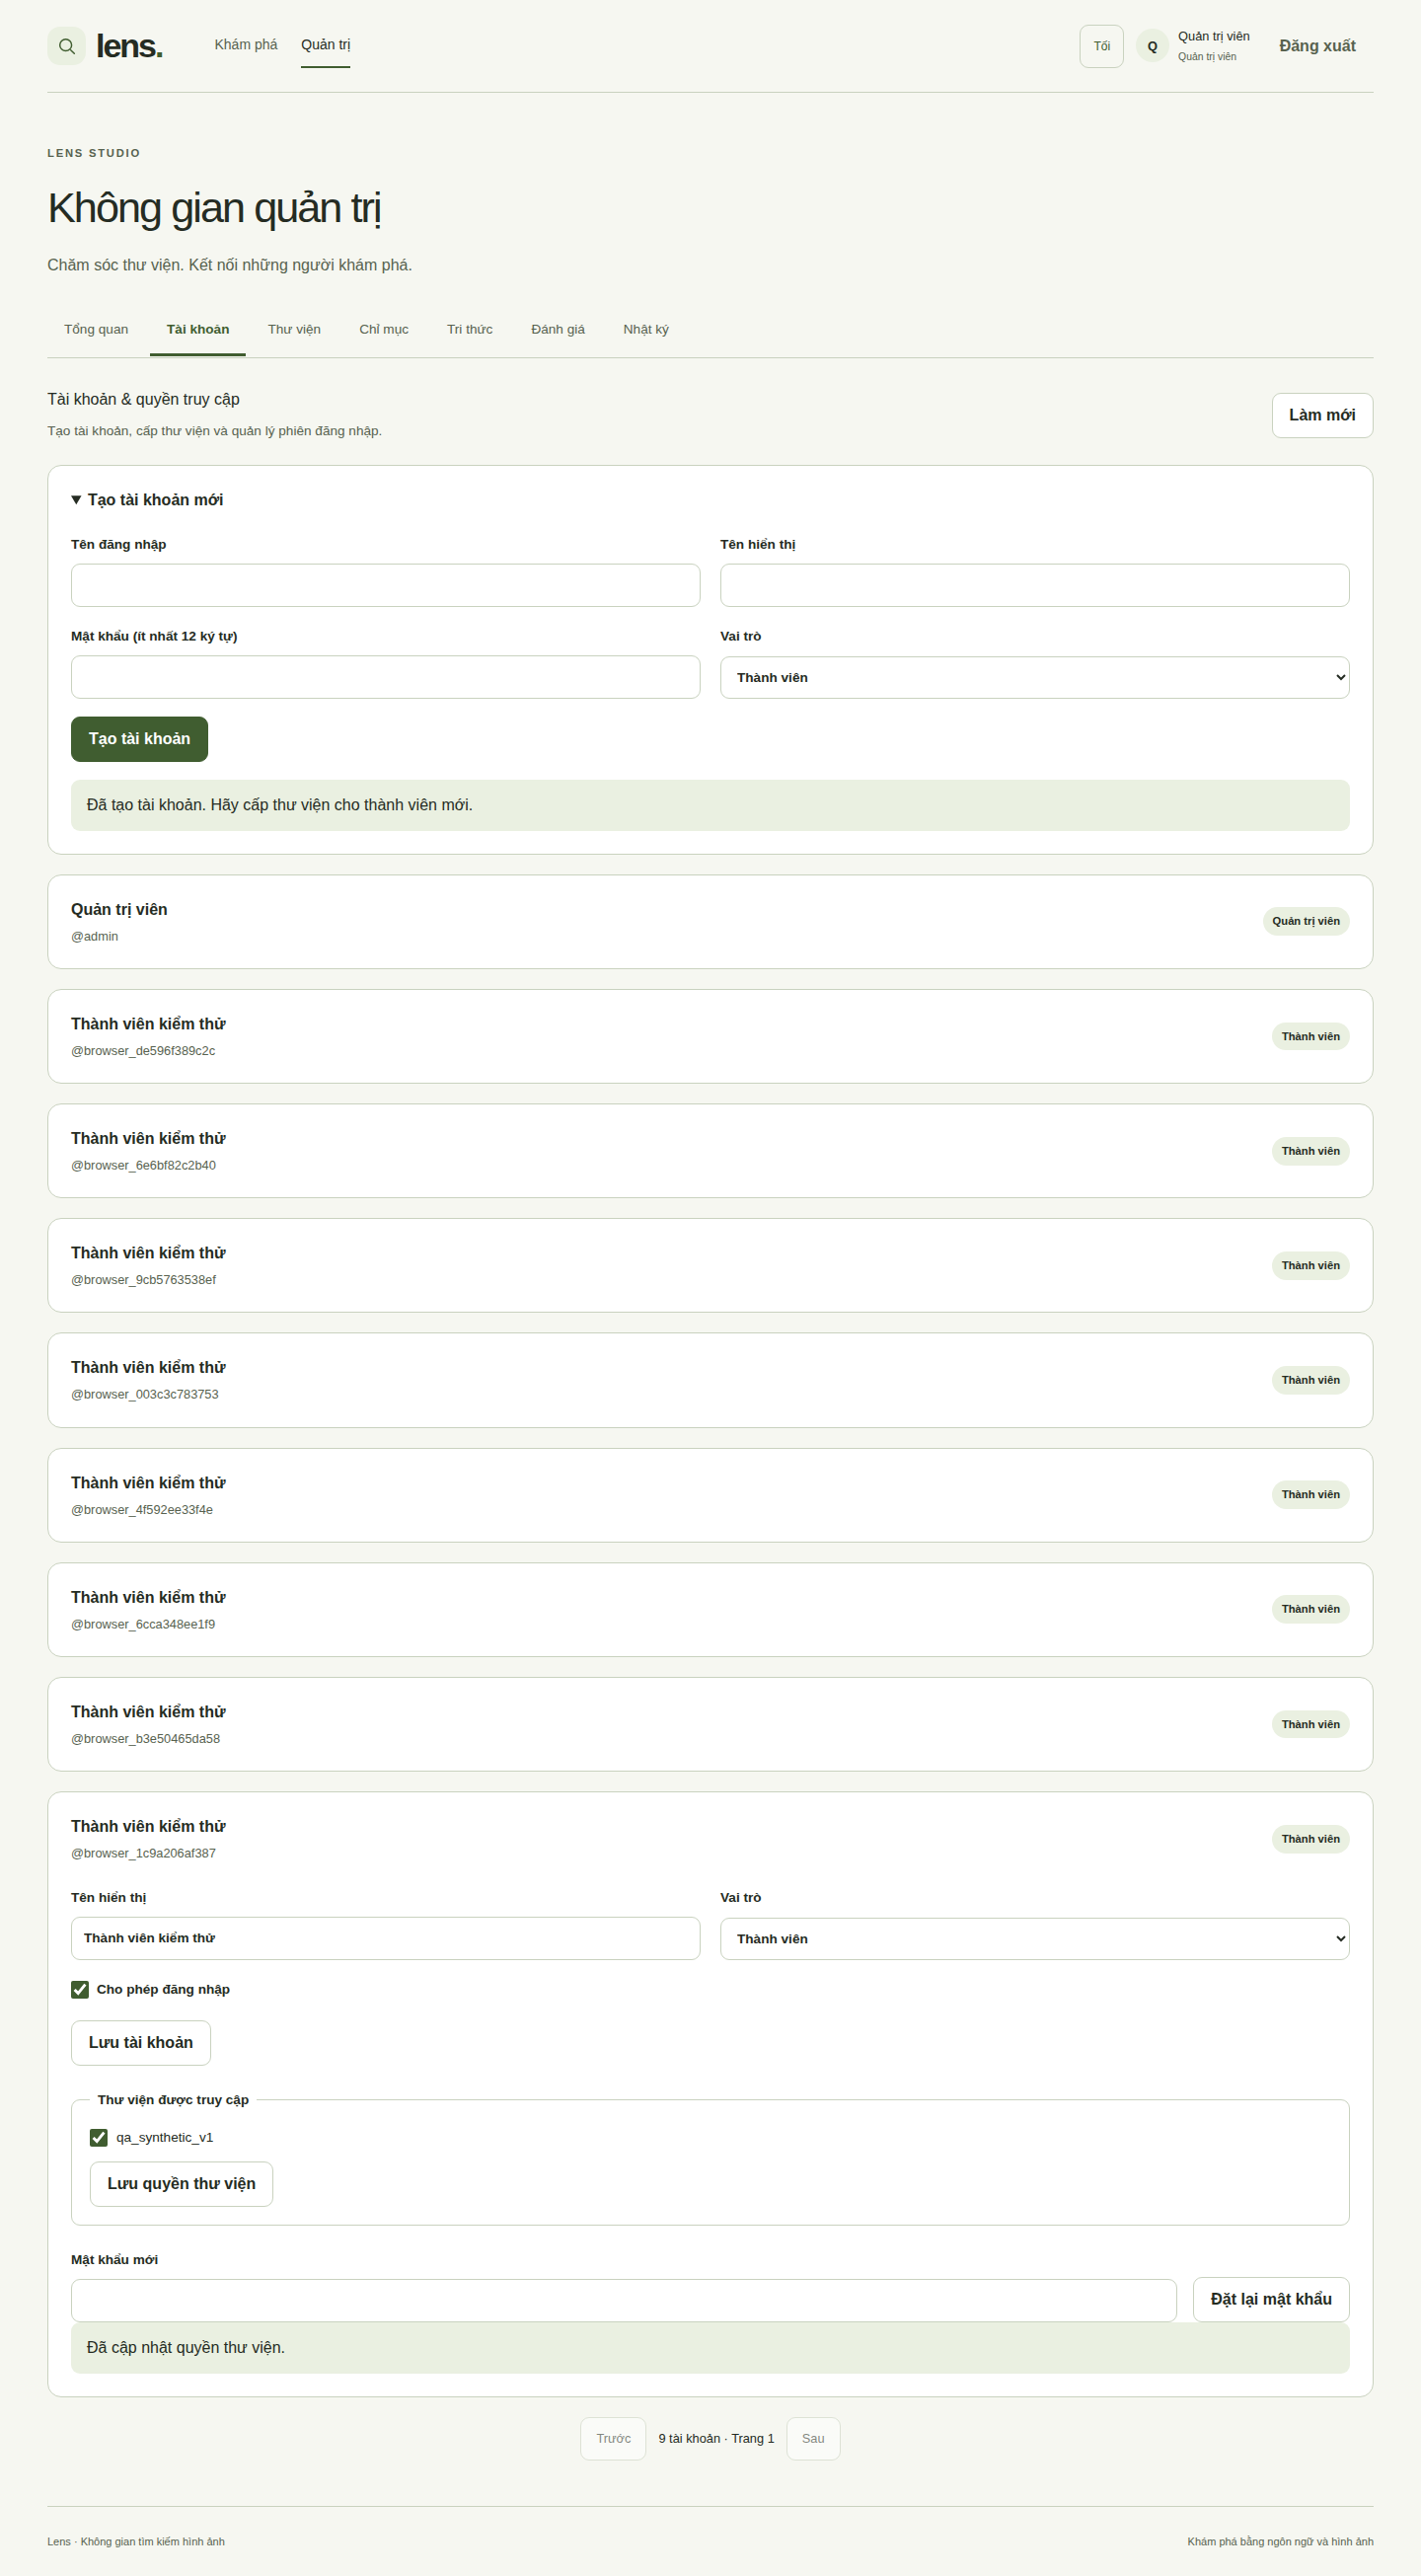 lens.
Khám phá
Quản trị
Tối
Q
Quản trị viên
Quản trị viên
Đăng xuất
LENS STUDIO
Không gian quản trị
Chăm sóc thư viện. Kết nối những người khám phá.
Tổng quan
Tài khoản
Thư viện
Chỉ mục
Tri thức
Đánh giá
Nhật ký
Tài khoản & quyền truy cập
Tạo tài khoản, cấp thư viện và quản lý phiên đăng nhập.
Làm mới
Tạo tài khoản mới
Tên đăng nhập
Tên hiển thị
Mật khẩu (ít nhất 12 ký tự)
Vai trò
Thành viên
Tạo tài khoản
Đã tạo tài khoản. Hãy cấp thư viện cho thành viên mới.
Quản trị viên
@admin
Quản trị viên
Thành viên kiểm thử
@browser_de596f389c2c
Thành viên
Thành viên kiểm thử
@browser_6e6bf82c2b40
Thành viên
Thành viên kiểm thử
@browser_9cb5763538ef
Thành viên
Thành viên kiểm thử
@browser_003c3c783753
Thành viên
Thành viên kiểm thử
@browser_4f592ee33f4e
Thành viên
Thành viên kiểm thử
@browser_6cca348ee1f9
Thành viên
Thành viên kiểm thử
@browser_b3e50465da58
Thành viên
Thành viên kiểm thử
@browser_1c9a206af387
Thành viên
Tên hiển thị
Vai trò
Thành viên kiểm thử
Thành viên
Cho phép đăng nhập
Lưu tài khoản
Thư viện được truy cập
qa_synthetic_v1
Lưu quyền thư viện
Mật khẩu mới
Đặt lại mật khẩu
Đã cập nhật quyền thư viện.
Trước
9 tài khoản · Trang 1
Sau
Lens · Không gian tìm kiếm hình ảnh
Khám phá bằng ngôn ngữ và hình ảnh